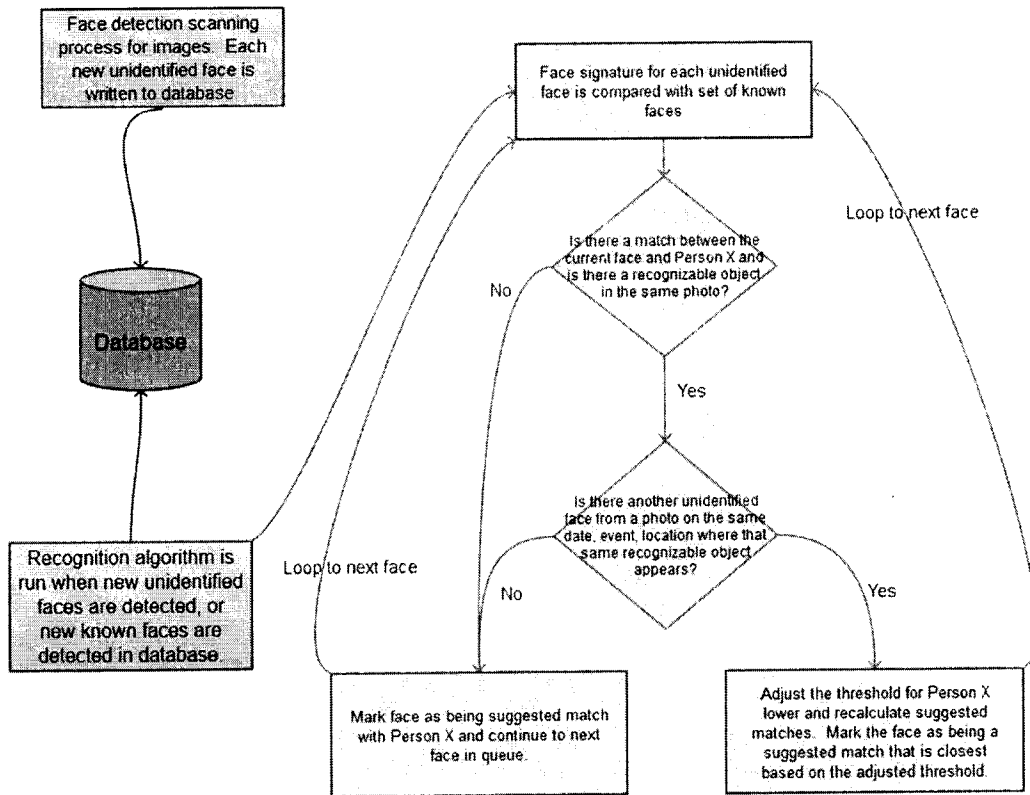 Face detection scanning
process for images. Each
new unidentified face is
written to database
Face signature for each unidentified
face is compared with set of known
faces
Loop to next face
Is there a match between the
current face and Person X and
is there a recognizable object
in the same photo?
No
Database
Yes
Is there another unidentified
face from a photo on the same
date, event, location where that
same recognizable object
appears?
Recognition algorithm is
run when new unidentified
faces are detected, or
new known faces are
detected in database.
Loop to next face
No
Yes
Mark face as being suggested match
with Person X and continue to next
face in queue.
Adjust the threshold for Person X
lower and recalculate suggested
matches. Mark the face as being a
suggested match that is closest
based on the adjusted threshold.